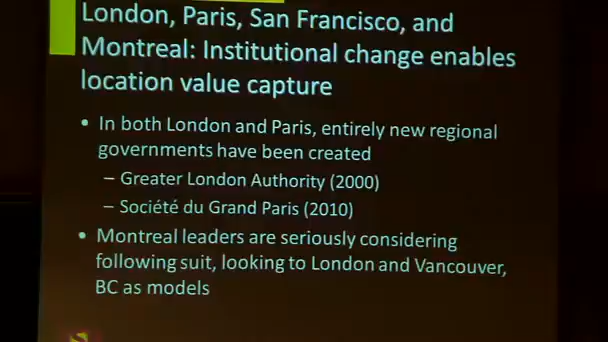 London, Paris, San Francisco, and
Montreal: Institutional change enables
location value capture
• In both London and Paris, entirely new regional
governments have been created
– Greater London Authority (2000)
– Société du Grand Paris (2010)
• Montreal leaders are seriously considering
following suit, looking to London and Vancouver,
BC as models